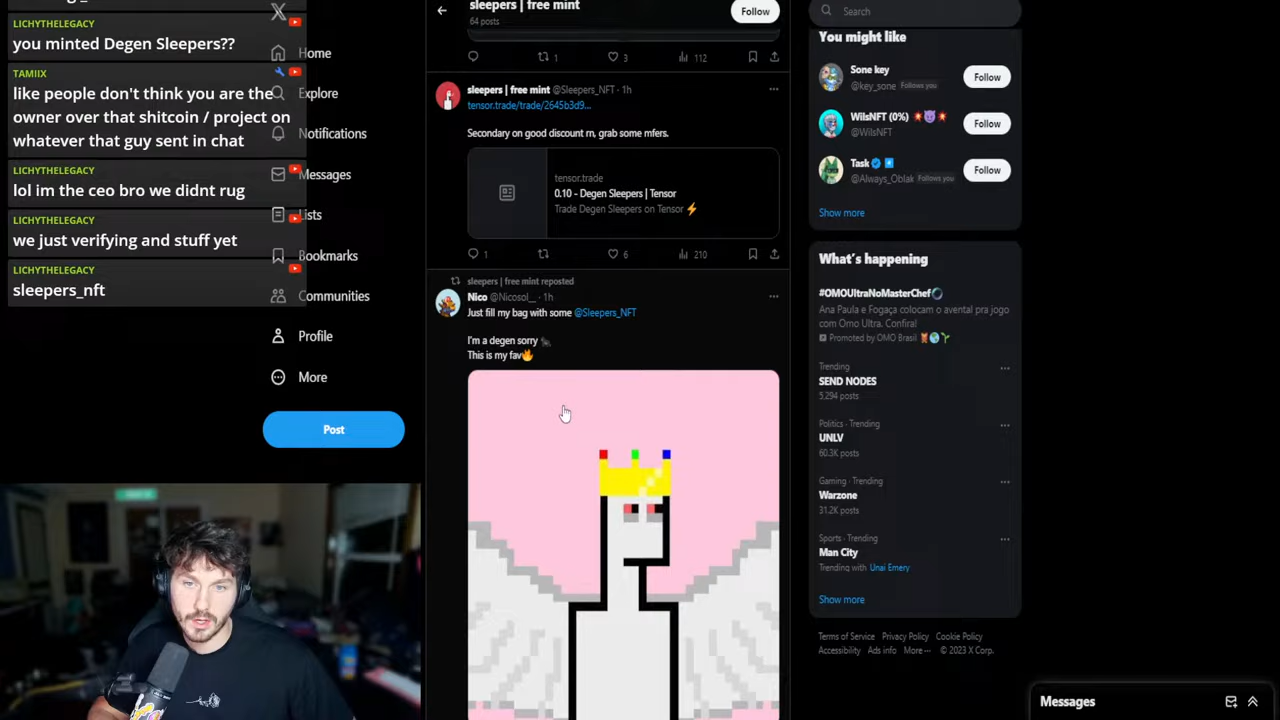 LICHYTHELEGACY
you minted Degen Sleepers??
TAMIIX
like people don't think you are the
owner over that shitcoin / project on
whatever that guy sent in chat
LICHYTHELEGACY
lol im the ceo bro we didnt rug
LICHYTHELEGACY
we just verifying and stuff yet
LICHYTHELEGACY
sleepers_nft
Home
Explore
Notifications
Messages
Lists
Bookmarks
Communities
Profile
More
Post
sleepers | free mint
64 posts
Follow
1
3
112
sleepers | free mint @Sleepers_NFT · 1h
tensor.trade/trade/2645b3d9...
Secondary on good discount rn, grab some mfers.
tensor.trade
0.10 - Degen Sleepers | Tensor
Trade Degen Sleepers on Tensor ⚡
1
6
210
sleepers | free mint reposted
Nico @Nicosol__ · 1h
Just fill my bag with some @Sleepers_NFT
I'm a degen sorry
This is my fav🔥
Search
You might like
Sone key
@key_sone Follows you
Follow
WilsNFT (0%) 💥😈💥
@WilsNFT
Follow
Task
@Always_Oblak Follows you
Follow
Show more
What's happening
#OMOUltraNoMasterChef
Ana Paula e Fogaça colocam o avental pra jogo
com Omo Ultra. Confira!
Promoted by OMO Brasil
Trending
SEND NODES
5,294 posts
Politics · Trending
UNLV
60.3K posts
Gaming · Trending
Warzone
31.2K posts
Sports · Trending
Man City
Trending with Unai Emery
Show more
Terms of Service Privacy Policy Cookie Policy
Accessibility Ads info More ··· © 2023 X Corp.
Messages